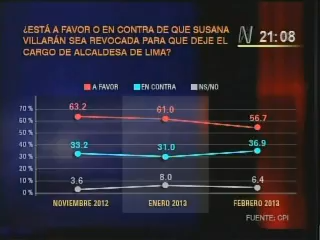 ¿ESTÁ A FAVOR O EN CONTRA DE QUE SUSANA
VILLARÁN SEA REVOCADA PARA QUE DEJE EL
CARGO DE ALCALDESA DE LIMA?
N 21:08
A FAVOR EN CONTRA NS/NO
70 %
60 %
50 %
40 %
30 %
20 %
10 %
0 %
63.2 61.0 56.7
33.2 31.0 36.9
3.6 8.0 6.4
NOVIEMBRE 2012 ENERO 2013 FEBRERO 2013
FUENTE: CPI